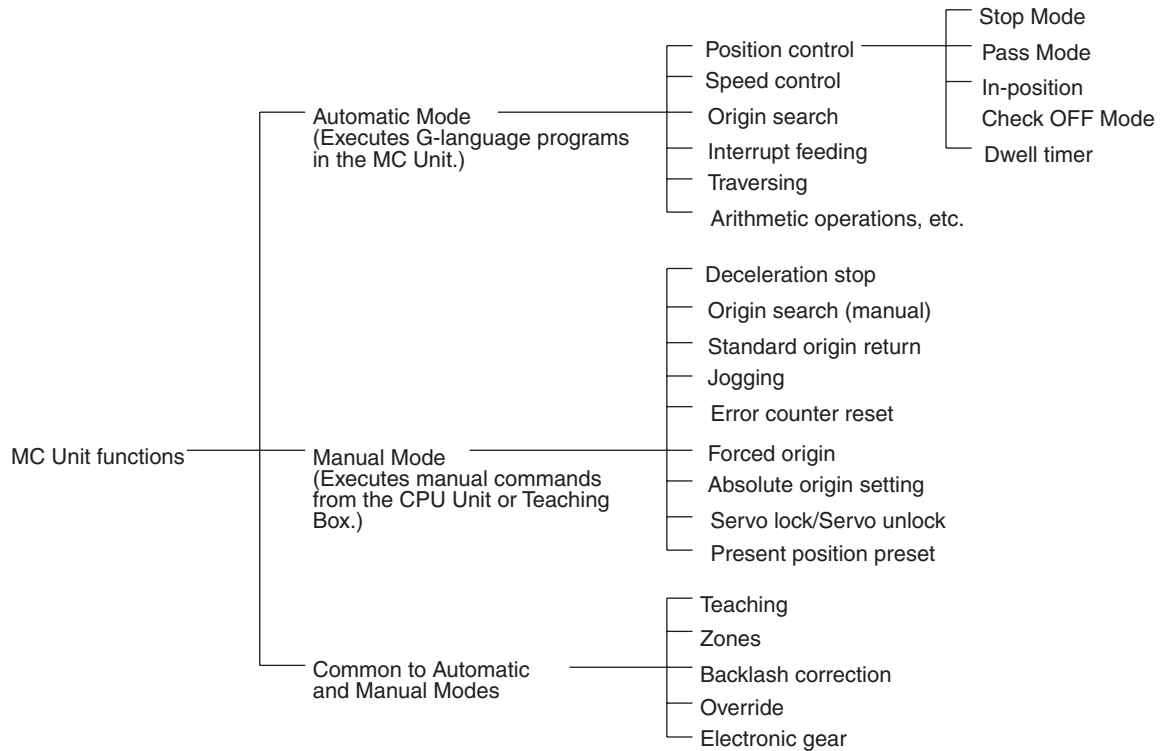 MC Unit functions
Automatic Mode
(Executes G-language programs
in the MC Unit.)
Position control
Stop Mode
Pass Mode
In-position
Check OFF Mode
Dwell timer
Speed control
Origin search
Interrupt feeding
Traversing
Arithmetic operations, etc.
Manual Mode
(Executes manual commands
from the CPU Unit or Teaching
Box.)
Deceleration stop
Origin search (manual)
Standard origin return
Jogging
Error counter reset
Forced origin
Absolute origin setting
Servo lock/Servo unlock
Present position preset
Common to Automatic
and Manual Modes
Teaching
Zones
Backlash correction
Override
Electronic gear